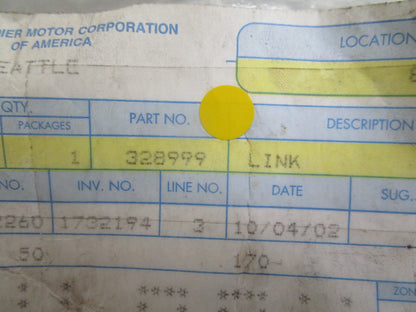 IER MOTOR CORPORATION
OF AMERICA
LOCATION
EATTLE
QTY.
PACKAGES
PART NO.
DESCRIPTION
1 328999 LINK
NO. INV. NO. LINE NO. DATE SUG.
2260 1732194 3 10/04/02
50 170-
* * **** **** * *
ZON